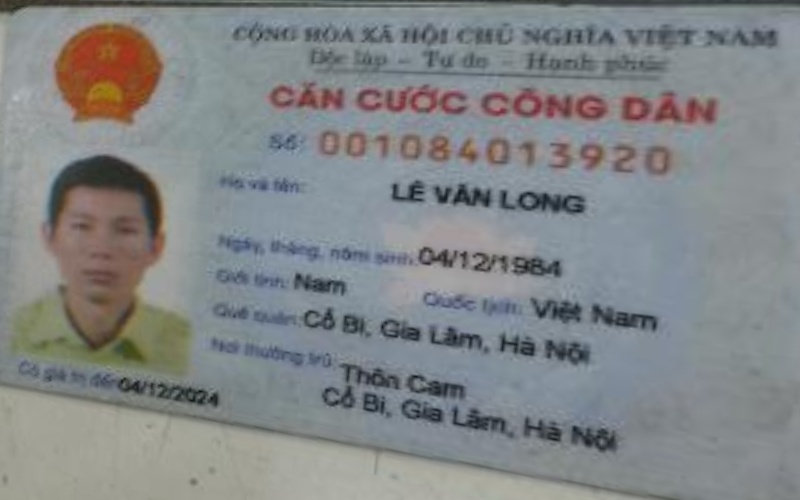 CỘNG HÒA XÃ HỘI CHỦ NGHĨA VIỆT NAM
Độc lập - Tự do - Hạnh phúc
CĂN CƯỚC CÔNG DÂN
Số: 001084013920
Họ và tên: LÊ VĂN LONG
Ngày, tháng, năm sinh: 04/12/1984
Giới tính: Nam Quốc tịch: Việt Nam
Quê quán: Cổ Bi, Gia Lâm, Hà Nội
Nơi thường trú: Thôn Cam
Cổ Bi, Gia Lâm, Hà Nội
Có giá trị đến: 04/12/2024